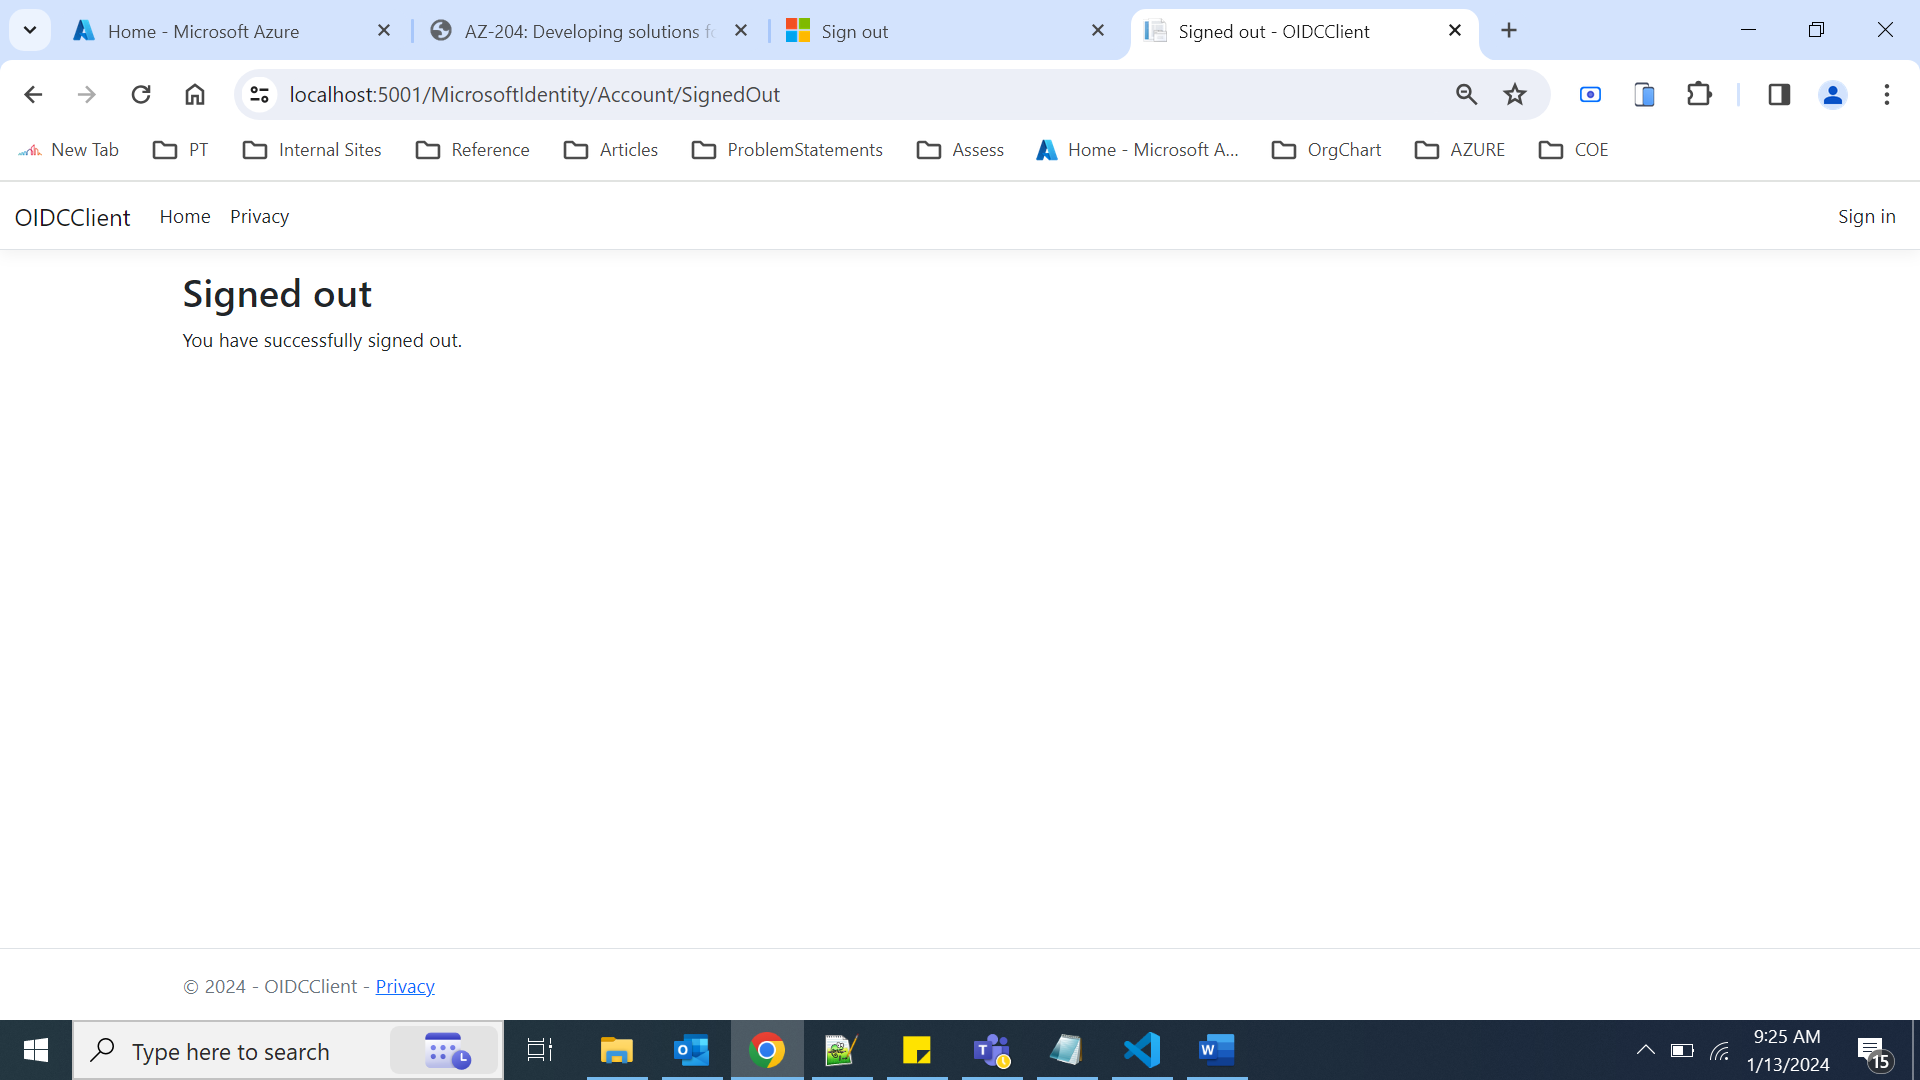 Home - Microsoft Azure
AZ-204: Developing solutions fo
Sign out
Signed out - OIDCClient
localhost:5001/MicrosoftIdentity/Account/SignedOut
New Tab
PT
Internal Sites
Reference
Articles
ProblemStatements
Assess
Home - Microsoft A...
OrgChart
AZURE
COE
OIDCClient
Home
Privacy
Sign in
Signed out
You have successfully signed out.
© 2024 - OIDCClient - Privacy
Type here to search
9:25 AM
1/13/2024
15